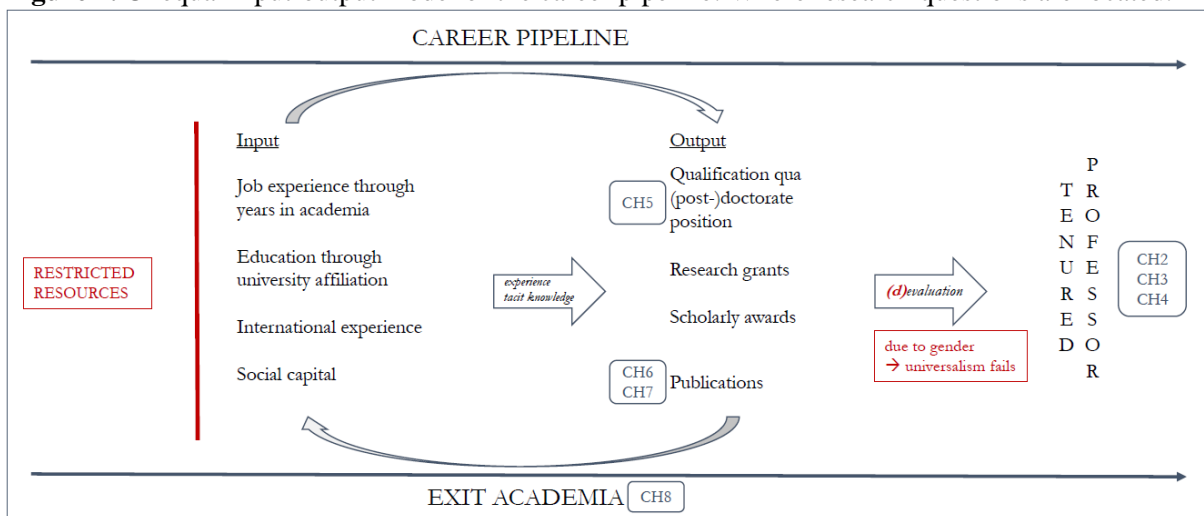 CAREER PIPELINE
Input
Job experience through
years in academia
Education through
university affiliation
International experience
Social capital
RESTRICTED
RESOURCES
experience
tacit knowledge
Output
Qualification qua
(post-)doctorate
position
CH5
Research grants
Scholarly awards
CH6
CH7
Publications
(d)evaluation
due to gender
→ universalism fails
TENURED
PROFESSOR
CH2
CH3
CH4
EXIT ACADEMIA
CH8